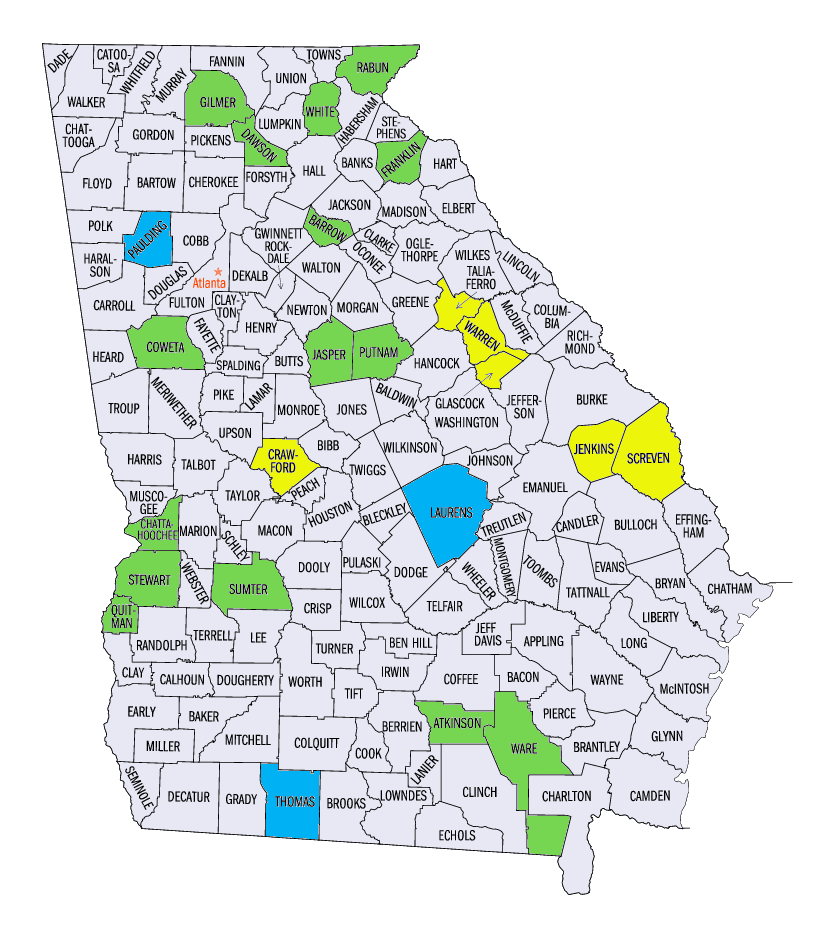 DADE
CATOO-
SA
WHITFIELD
MURRAY
FANNIN
TOWNS
UNION
RABUN
WALKER
GILMER
WHITE
HABERSHAM
LUMPKIN
STE-
PHENS
CHAT-
TOOGA
GORDON
PICKENS
DAWSON
BANKS
FRANKLIN
HART
FLOYD
BARTOW
CHEROKEE
FORSYTH
HALL
JACKSON
MADISON
ELBERT
POLK
PAULDING
COBB
GWINNETT
BARROW
CLARKE
OCONEE
OGLE-
THORPE
WILKES
LINCOLN
HARAL-
SON
DOUGLAS
Atlanta
DEKALB
ROCK-
DALE
WALTON
TALIA-
FERRO
CARROLL
FULTON
CLAY-
TON
NEWTON
MORGAN
GREENE
McDUFFIE
COLUM-
BIA
COWETA
FAYETTE
HENRY
WARREN
RICH-
MOND
HEARD
SPALDING
BUTTS
JASPER
PUTNAM
HANCOCK
TROUP
MERIWETHER
PIKE
LAMAR
MONROE
JONES
BALDWIN
GLASCOCK
WASHINGTON
JEFFER-
SON
BURKE
UPSON
BIBB
WILKINSON
JENKINS
SCREVEN
HARRIS
TALBOT
CRAW-
FORD
TWIGGS
JOHNSON
MUSCO-
GEE
TAYLOR
PEACH
EMANUEL
CHATTA-
HOOCHEE
MARION
SCHLEY
MACON
HOUSTON
BLECKLEY
LAURENS
TREUTLEN
CANDLER
BULLOCH
EFFING-
HAM
STEWART
WEBSTER
SUMTER
DOOLY
PULASKI
DODGE
WHEELER
MONTGOMERY
TOOMBS
EVANS
TATTNALL
BRYAN
CHATHAM
QUIT-
MAN
CRISP
WILCOX
TELFAIR
LIBERTY
RANDOLPH
TERRELL
LEE
TURNER
BEN HILL
JEFF
DAVIS
APPLING
LONG
CLAY
CALHOUN
DOUGHERTY
WORTH
TIFT
IRWIN
COFFEE
BACON
WAYNE
McINTOSH
EARLY
BAKER
MILLER
MITCHELL
COLQUITT
COOK
BERRIEN
ATKINSON
WARE
PIERCE
BRANTLEY
GLYNN
SEMINOLE
DECATUR
GRADY
THOMAS
BROOKS
LOWNDES
LANIER
CLINCH
CHARLTON
CAMDEN
ECHOLS